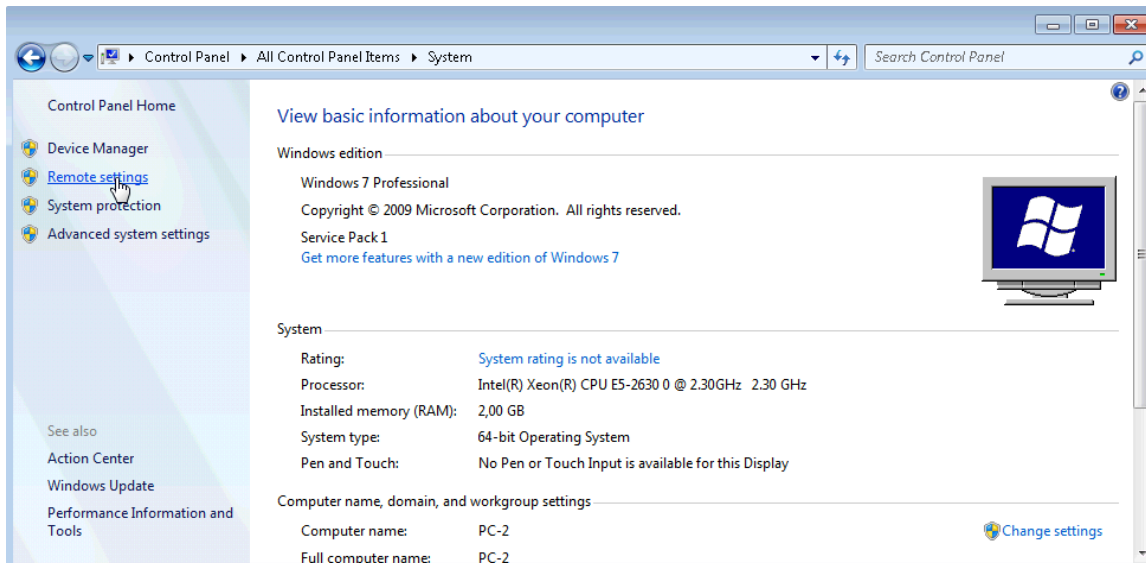 Control Panel ▸ All Control Panel Items ▸ System
Search Control Panel
Control Panel Home
Device Manager
Remote settings
System protection
Advanced system settings
See also
Action Center
Windows Update
Performance Information and
Tools
View basic information about your computer
Windows edition
Windows 7 Professional
Copyright © 2009 Microsoft Corporation. All rights reserved.
Service Pack 1
Get more features with a new edition of Windows 7
System
Rating: System rating is not available
Processor: Intel(R) Xeon(R) CPU E5-2630 0 @ 2.30GHz 2.30 GHz
Installed memory (RAM): 2,00 GB
System type: 64-bit Operating System
Pen and Touch: No Pen or Touch Input is available for this Display
Computer name, domain, and workgroup settings
Computer name: PC-2
Change settings
Full computer name: PC-2